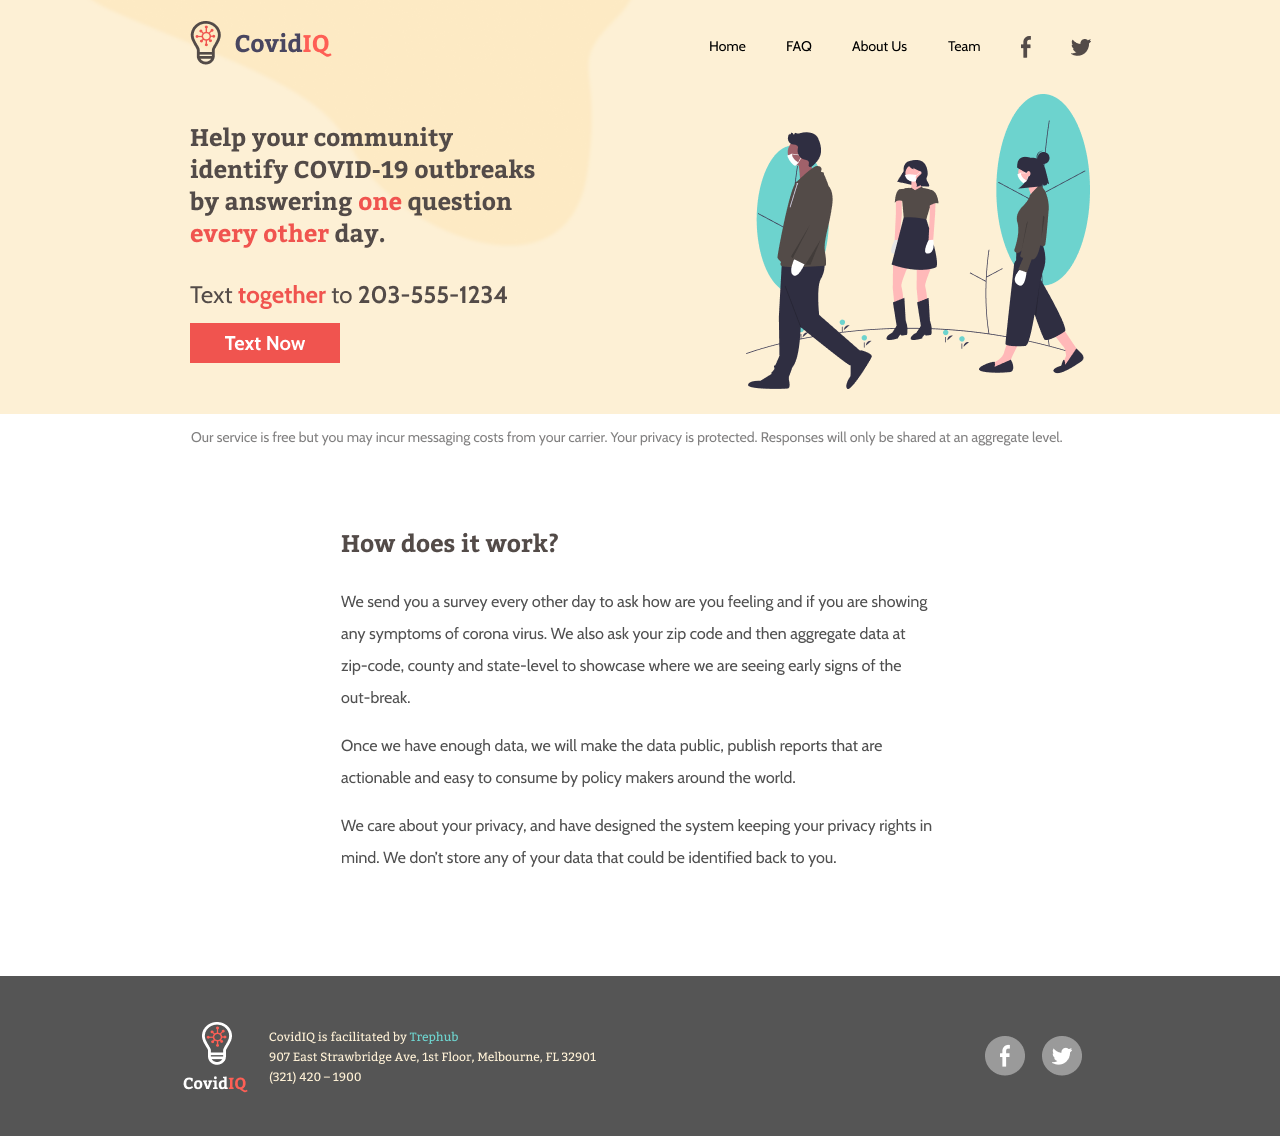 CovidIQ
Home FAQ About Us Team
Help your community
identify COVID-19 outbreaks
by answering one question
every other day.
Text together to 203-555-1234
Text Now
Our service is free but you may incur messaging costs from your carrier. Your privacy is protected. Responses will only be shared at an aggregate level.
How does it work?
We send you a survey every other day to ask how are you feeling and if you are showing
any symptoms of corona virus. We also ask your zip code and then aggregate data at
zip-code, county and state-level to showcase where we are seeing early signs of the
out-break.
Once we have enough data, we will make the data public, publish reports that are
actionable and easy to consume by policy makers around the world.
We care about your privacy, and have designed the system keeping your privacy rights in
mind. We don't store any of your data that could be identified back to you.
CovidIQ
CovidIQ is facilitated by Trephub
907 East Strawbridge Ave, 1st Floor, Melbourne, FL 32901
(321) 420 – 1900